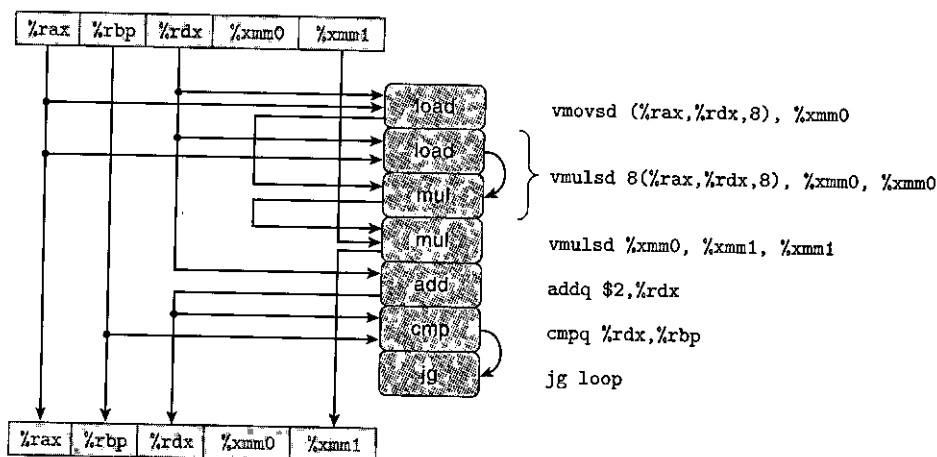 %rax %rbp %rdx %xmm0 %xmm1
load
vmovsd (%rax,%rdx,8), %xmm0
load
vmulsd 8(%rax,%rdx,8), %xmm0, %xmm0
mul
mul
vmulsd %xmm0, %xmm1, %xmm1
add
addq $2,%rdx
cmp
cmpq %rdx,%rbp
jg
jg loop
%rax %rbp %rdx %xmm0 %xmm1